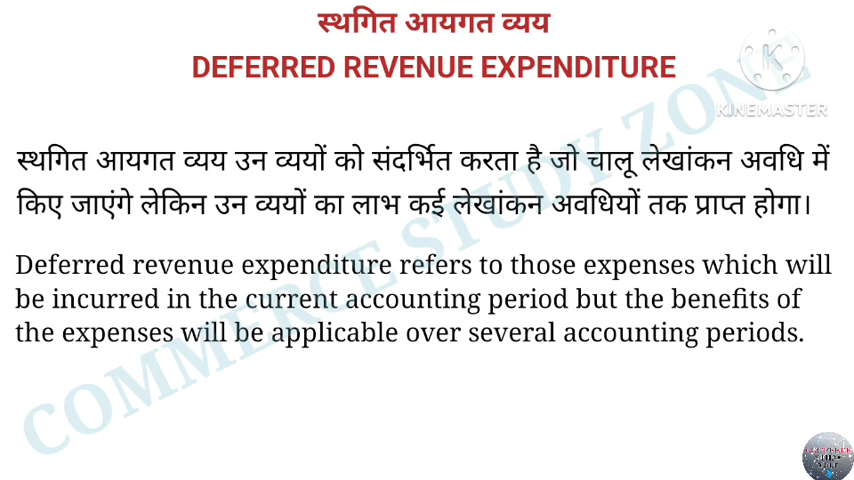 स्थगित आयगत व्यय
DEFERRED REVENUE EXPENDITURE
KINEMASTER
स्थगित आयगत व्यय उन व्ययों को संदर्भित करता है जो चालू लेखांकन अवधि में
किए जाएंगे लेकिन उन व्ययों का लाभ कई लेखांकन अवधियों तक प्राप्त होगा।
Deferred revenue expenditure refers to those expenses which will
be incurred in the current accounting period but the benefits of
the expenses will be applicable over several accounting periods.
COMMERCE STUDY ZONE